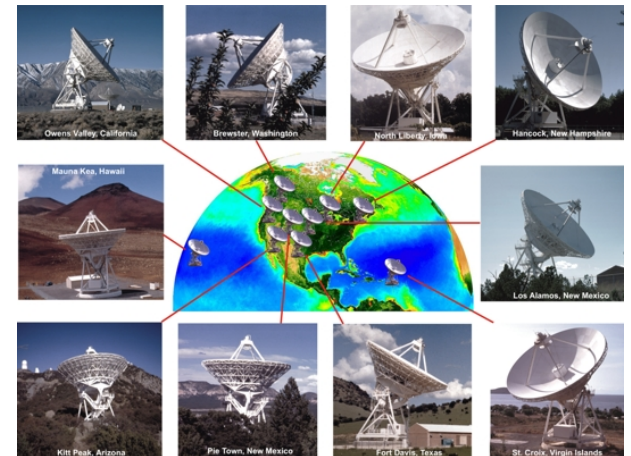 Owens Valley, California
Brewster, Washington
North Liberty, Iowa
Hancock, New Hampshire
Mauna Kea, Hawaii
Los Alamos, New Mexico
Kitt Peak, Arizona
Pie Town, New Mexico
Fort Davis, Texas
St. Croix, Virgin Islands